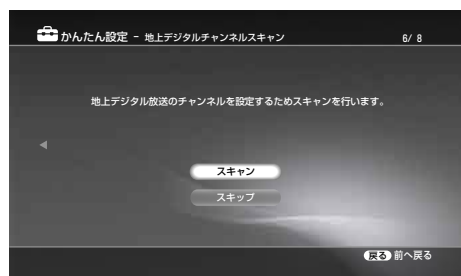 かんたん設定 - 地上デジタルチャンネルスキャン 6/ 8
地上デジタル放送のチャンネルを設定するためスキャンを行います。
スキャン
スキップ
戻る 前へ戻る